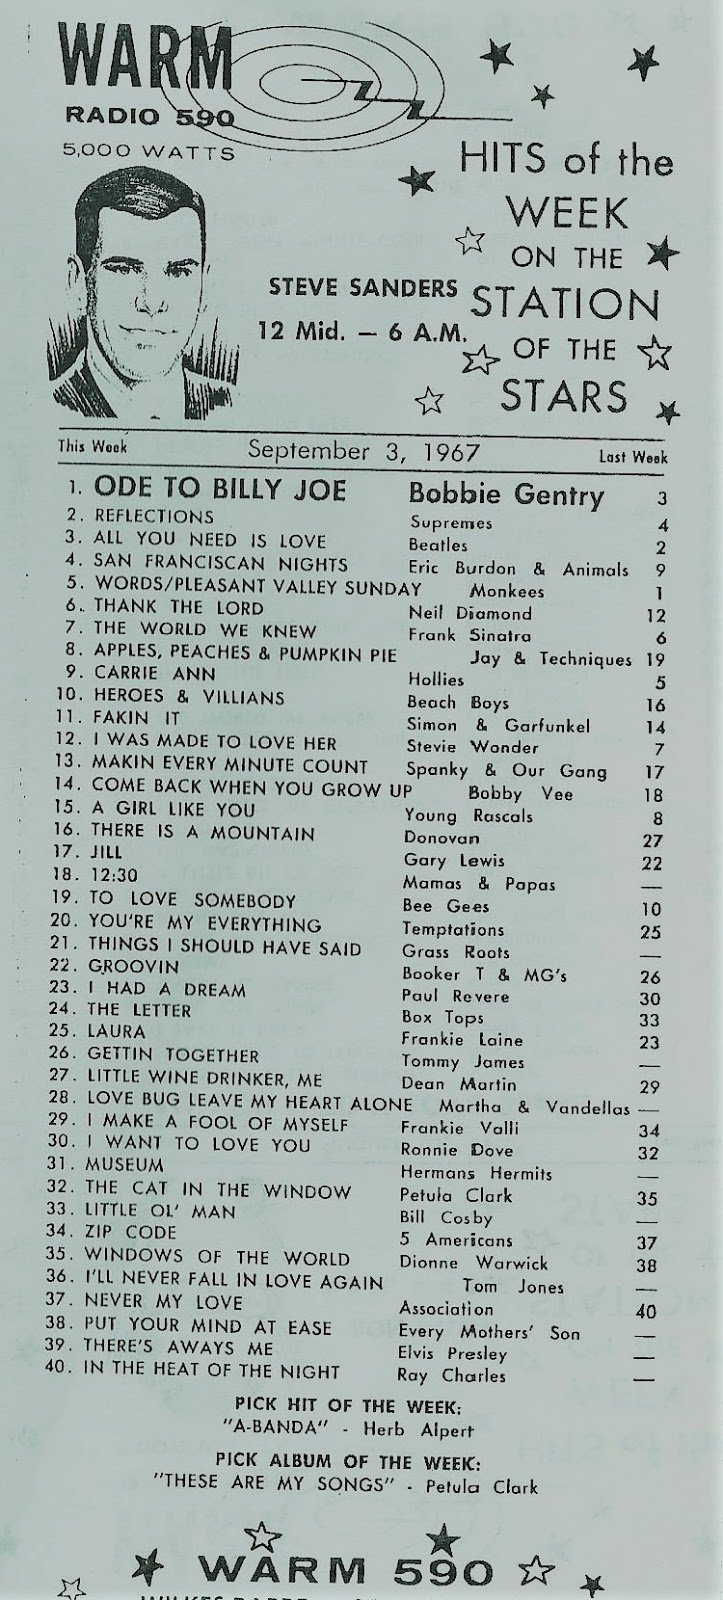 WARM
RADIO 590
5,000 WATTS
HITS of the
WEEK
ON THE
STATION
OF THE
STARS
STEVE SANDERS
12 Mid. — 6 A.M.
This Week September 3, 1967 Last Week
1. ODE TO BILLY JOE Bobbie Gentry 3
2. REFLECTIONS Supremes 4
3. ALL YOU NEED IS LOVE Beatles 2
4. SAN FRANCISCAN NIGHTS Eric Burdon & Animals 9
5. WORDS/PLEASANT VALLEY SUNDAY Monkees 1
6. THANK THE LORD Neil Diamond 12
7. THE WORLD WE KNEW Frank Sinatra 6
8. APPLES, PEACHES & PUMPKIN PIE Jay & Techniques 19
9. CARRIE ANN Hollies 5
10. HEROES & VILLIANS Beach Boys 16
11. FAKIN IT Simon & Garfunkel 14
12. I WAS MADE TO LOVE HER Stevie Wonder 7
13. MAKIN EVERY MINUTE COUNT Spanky & Our Gang 17
14. COME BACK WHEN YOU GROW UP Bobby Vee 18
15. A GIRL LIKE YOU Young Rascals 8
16. THERE IS A MOUNTAIN Donovan 27
17. JILL Gary Lewis 22
18. 12:30 Mamas & Papas —
19. TO LOVE SOMEBODY Bee Gees 10
20. YOU'RE MY EVERYTHING Temptations 25
21. THINGS I SHOULD HAVE SAID Grass Roots —
22. GROOVIN Booker T & MG's 26
23. I HAD A DREAM Paul Revere 30
24. THE LETTER Box Tops 33
25. LAURA Frankie Laine 23
26. GETTIN TOGETHER Tommy James —
27. LITTLE WINE DRINKER, ME Dean Martin 29
28. LOVE BUG LEAVE MY HEART ALONE Martha & Vandellas —
29. I MAKE A FOOL OF MYSELF Frankie Valli 34
30. I WANT TO LOVE YOU Ronnie Dove 32
31. MUSEUM Hermans Hermits —
32. THE CAT IN THE WINDOW Petula Clark 35
33. LITTLE OL' MAN Bill Cosby —
34. ZIP CODE 5 Americans 37
35. WINDOWS OF THE WORLD Dionne Warwick 38
36. I'LL NEVER FALL IN LOVE AGAIN Tom Jones —
37. NEVER MY LOVE Association 40
38. PUT YOUR MIND AT EASE Every Mothers' Son —
39. THERE'S AWAYS ME Elvis Presley —
40. IN THE HEAT OF THE NIGHT Ray Charles —
PICK HIT OF THE WEEK:
"A-BANDA" - Herb Alpert
PICK ALBUM OF THE WEEK:
"THESE ARE MY SONGS" - Petula Clark
WARM 590